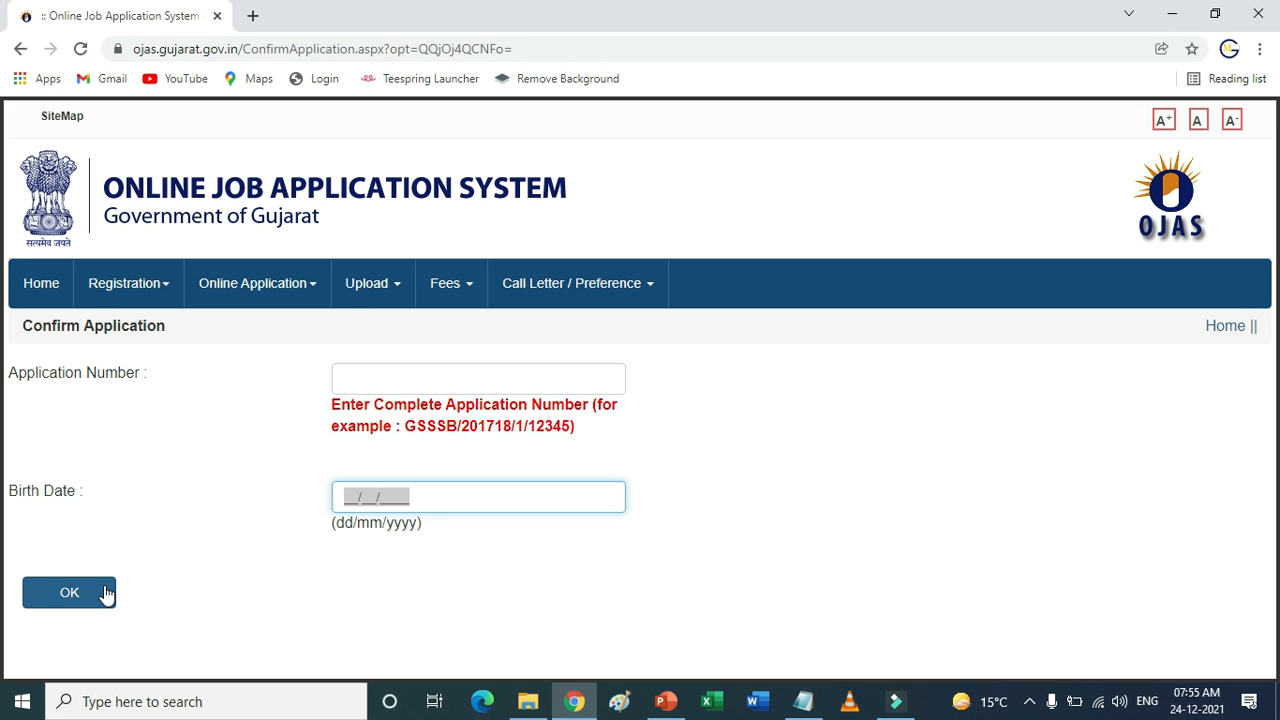 :: Online Job Application System
ojas.gujarat.gov.in/ConfirmApplication.aspx?opt=QQjOj4QCNFo=
Apps Gmail YouTube Maps Login Teespring Launcher Remove Background Reading list
SiteMap
A+ A A-
ONLINE JOB APPLICATION SYSTEM
Government of Gujarat
सत्यमेव जयते
OJAS
Home Registration Online Application Upload Fees Call Letter / Preference
Confirm Application Home ||
Application Number :
Enter Complete Application Number (for
example : GSSSB/201718/1/12345)
Birth Date :
__/__/____
(dd/mm/yyyy)
OK
Type here to search
15°C ENG
07:55 AM
24-12-2021